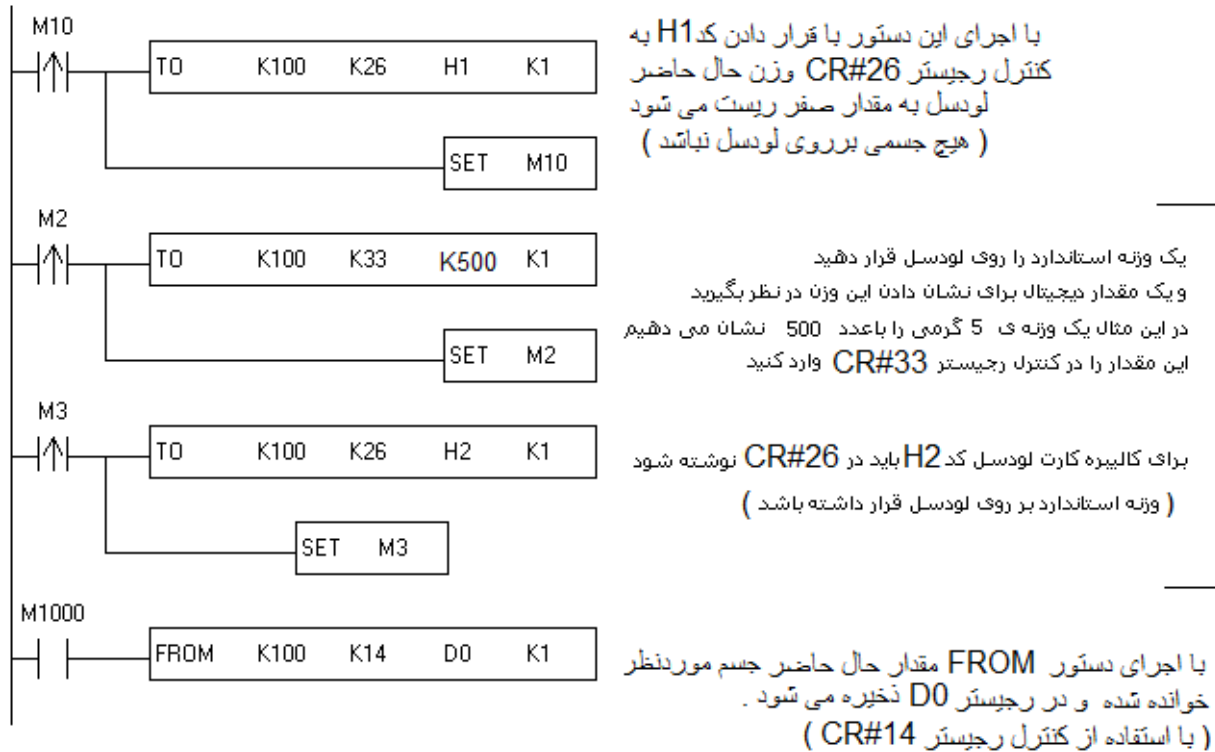 M10
TO K100 K26 H1 K1
SET M10
با اجرای این دستور با قرار دادن کد H1 به
کنترل رجیستر CR#26 وزن حال حاضر
لودسل به مقدار صفر ریست می شود
( هیچ جسمی برروی لودسل نباشد )
M2
TO K100 K33 K500 K1
SET M2
یک وزنه استاندارد را روی لودسل قرار دهید
و یک مقدار دیجیتال برای نشان دادن این وزن در نظر بگیرید
در این مثال یک وزنه ی 5 گرمی را باعدد 500 نشان می دهیم
این مقدار را در کنترل رجیستر CR#33 وارد کنید
M3
TO K100 K26 H2 K1
SET M3
برای کالیبره کارت لودسل کد H2 باید در CR#26 نوشته شود
( وزنه استاندارد بر روی لودسل قرار داشته باشد )
M1000
FROM K100 K14 D0 K1
با اجرای دستور FROM مقدار حال حاضر جسم موردنظر
خوانده شده و در رجیستر D0 ذخیره می شود .
( با استفاده از کنترل رجیستر CR#14 )